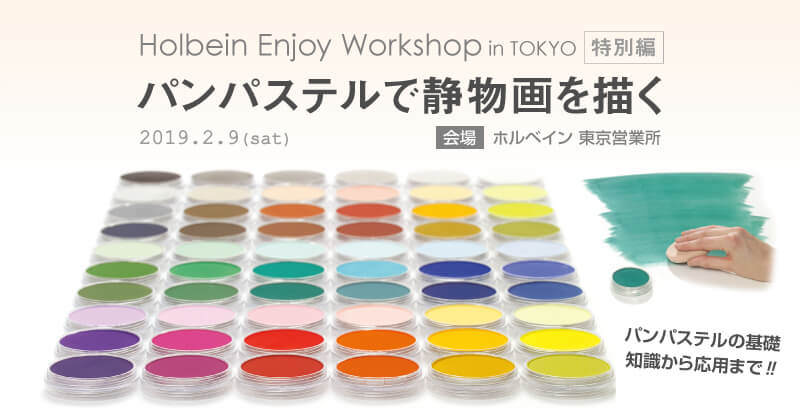 Holbein Enjoy Workshop in TOKYO 特別編
パンパステルで静物画を描く
2019.2.9(sat) 会場 ホルベイン 東京営業所
パンパステルの基礎
知識から応用まで!!